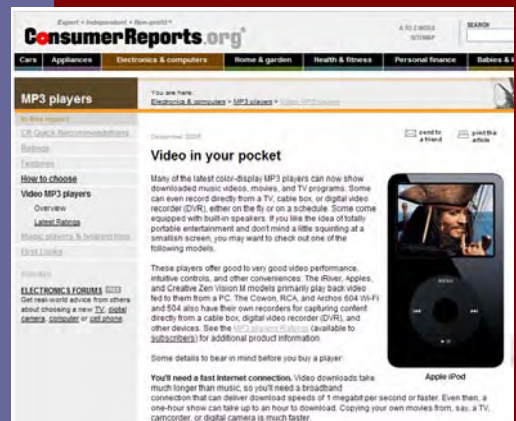 Expert • Independent • Non-profit
ConsumerReports.org
A TO Z INDEX
SITEMAP
SEARCH
Cars
Appliances
Electronics & computers
Home & garden
Health & fitness
Personal finance
Babies &
MP3 players
You are here:
Electronics & computers > MP3 players > Video MP3 players
In this report
CR Quick Recommendations
Ratings
Features
How to choose
Video MP3 players
Overview
Latest Ratings
Music players & hearing loss
First Looks
ELECTRONICS FORUMS
Get real-world advice from others
about choosing a new TV, digital
camera, computer or cell phone.
December 2006
send to
a friend
print this
article
Video in your pocket
Many of the latest color-display MP3 players can now show
downloaded music videos, movies, and TV programs. Some
can even record directly from a TV, cable box, or digital video
recorder (DVR), either on the fly or on a schedule. Some come
equipped with built-in speakers. If you like the idea of totally
portable entertainment and don't mind a little squinting at a
smallish screen, you may want to check out one of the
following models.
These players offer good to very good video performance,
intuitive controls, and other conveniences. The iRiver, Apples,
and Creative Zen Vision M models primarily play back video
fed to them from a PC. The Cowon, RCA, and Archos 604 Wi-Fi
and 504 also have their own recorders for capturing content
directly from a cable box, digital video recorder (DVR), and
other devices. See the MP3 players Ratings (available to
subscribers) for additional product information.
Some details to bear in mind before you buy a player:
You'll need a fast Internet connection. Video downloads take
much longer than music, so you'll need a broadband
connection that can deliver download speeds of 1 megabit per second or faster. Even then, a
one-hour show can take up to an hour to download. Copying your own movies from, say, a TV,
camcorder, or digital camera is much faster.
MENU
Apple iPod